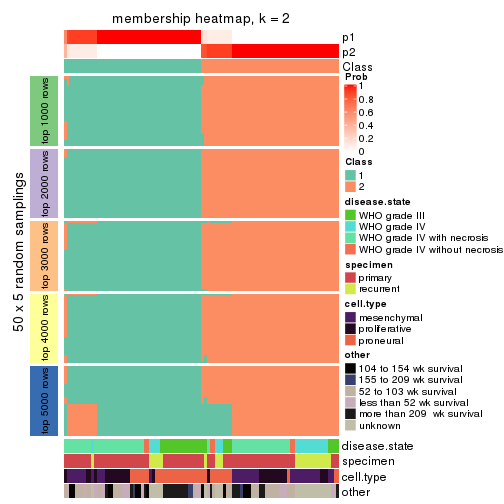 membership heatmap, k = 2
p1
p2
Class
50 x 5 random samplings
top 1000 rows
top 2000 rows
top 3000 rows
top 4000 rows
top 5000 rows
disease.state
specimen
cell.type
other
Prob
1
0.8
0.6
0.4
0.2
0
Class
1
2
disease.state
WHO grade III
WHO grade IV
WHO grade IV with necrosis
WHO grade IV without necrosis
specimen
primary
recurrent
cell.type
mesenchymal
proliferative
proneural
other
104 to 154 wk survival
155 to 209 wk survival
52 to 103 wk survival
less than 52 wk survival
more than 209  wk survival
unknown